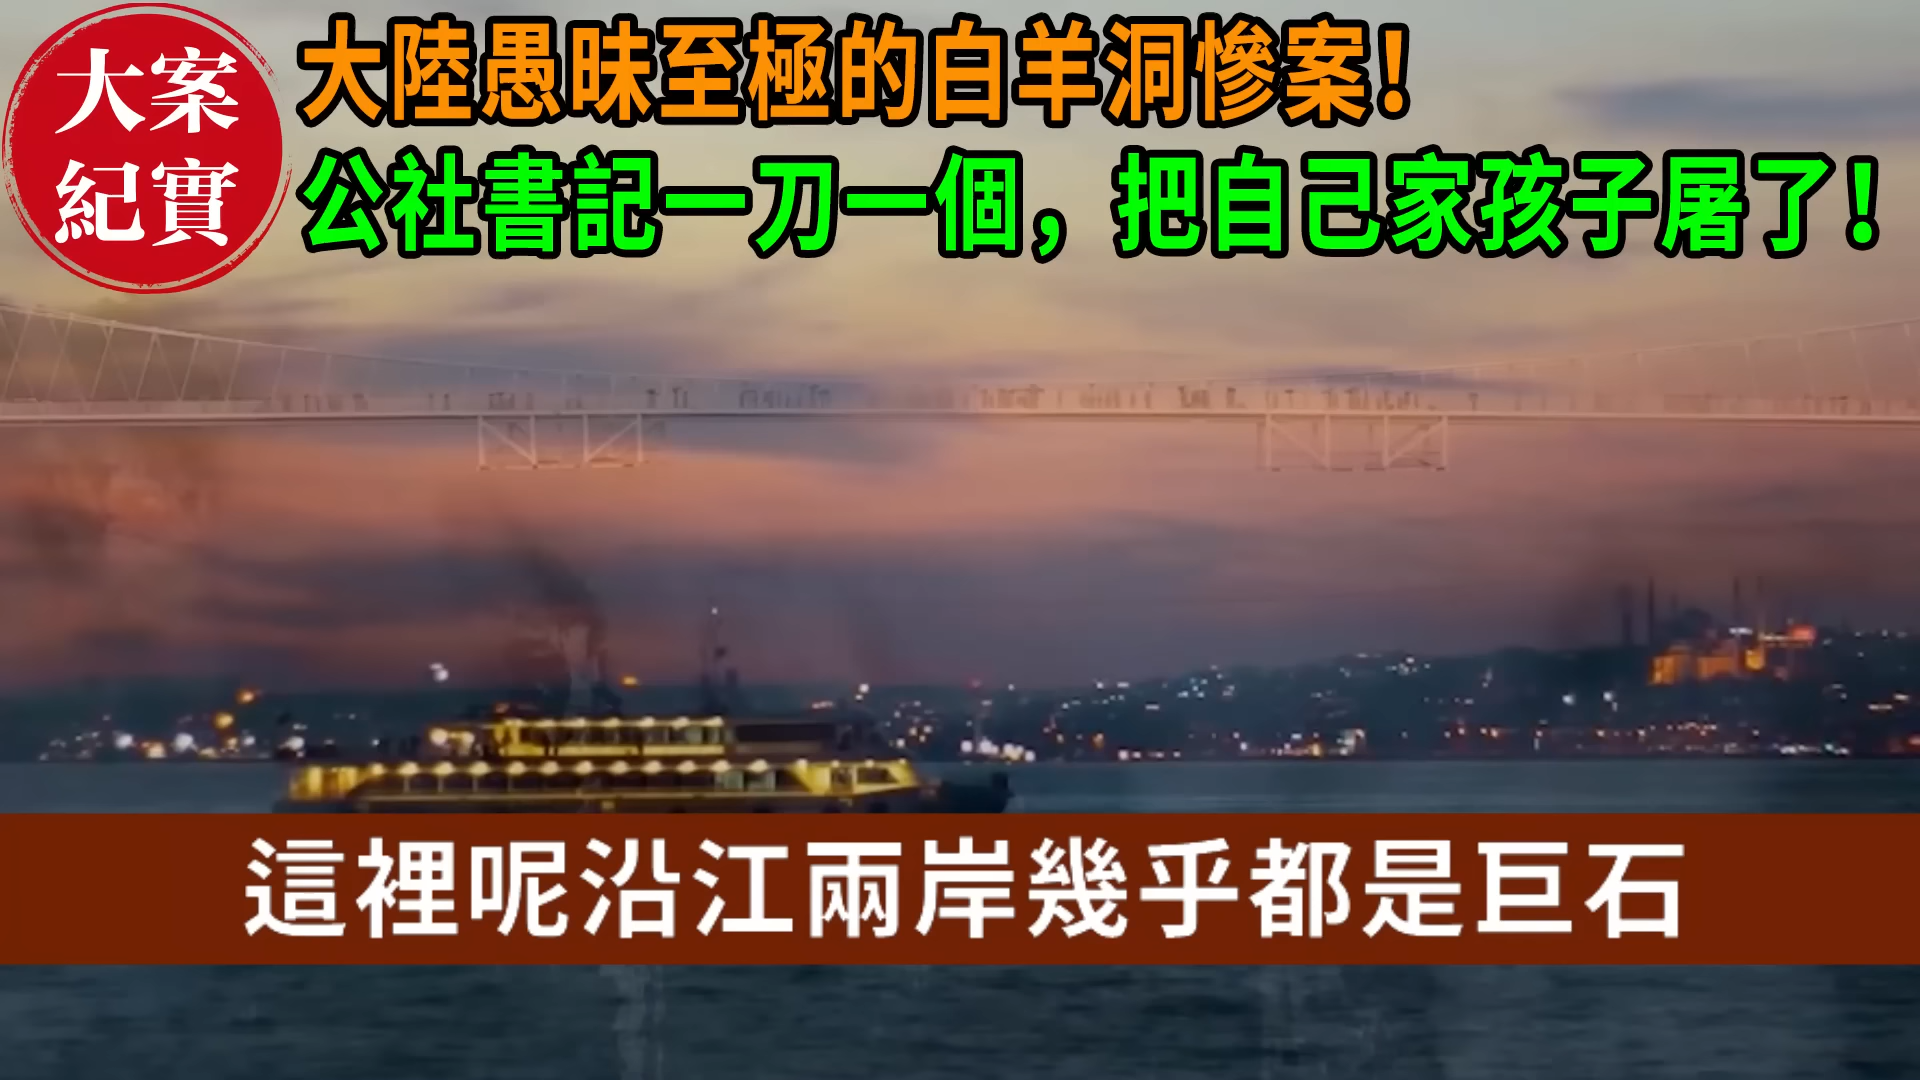 大案
紀實
大陸愚昧至極的白羊洞慘案！
公社書記一刀一個，把自己家孩子屠了！
這裡呢沿江兩岸幾乎都是巨石